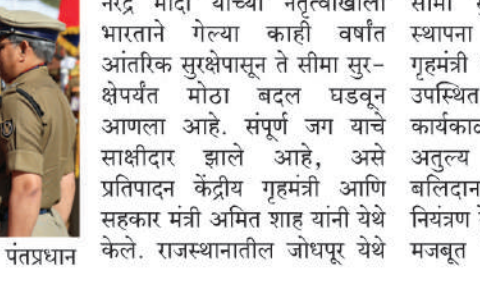 नरेंद्र मोदी यांच्या नेतृत्वाखाली
भारताने गेल्या काही वर्षांत
आंतरिक सुरक्षेपासून ते सीमा सुर-
क्षेपर्यंत मोठा बदल घडवून
आणला आहे. संपूर्ण जग याचे
साक्षीदार झाले आहे, असे
प्रतिपादन केंद्रीय गृहमंत्री आणि
सहकार मंत्री अमित शाह यांनी येथे
केले. राजस्थानातील जोधपूर येथे
पंतप्रधान
सीमा
स्थापना
गृहमंत्री
उपस्थित
कार्यकाळ
अतुल्य
बलिदान
नियंत्रण
मजबूत